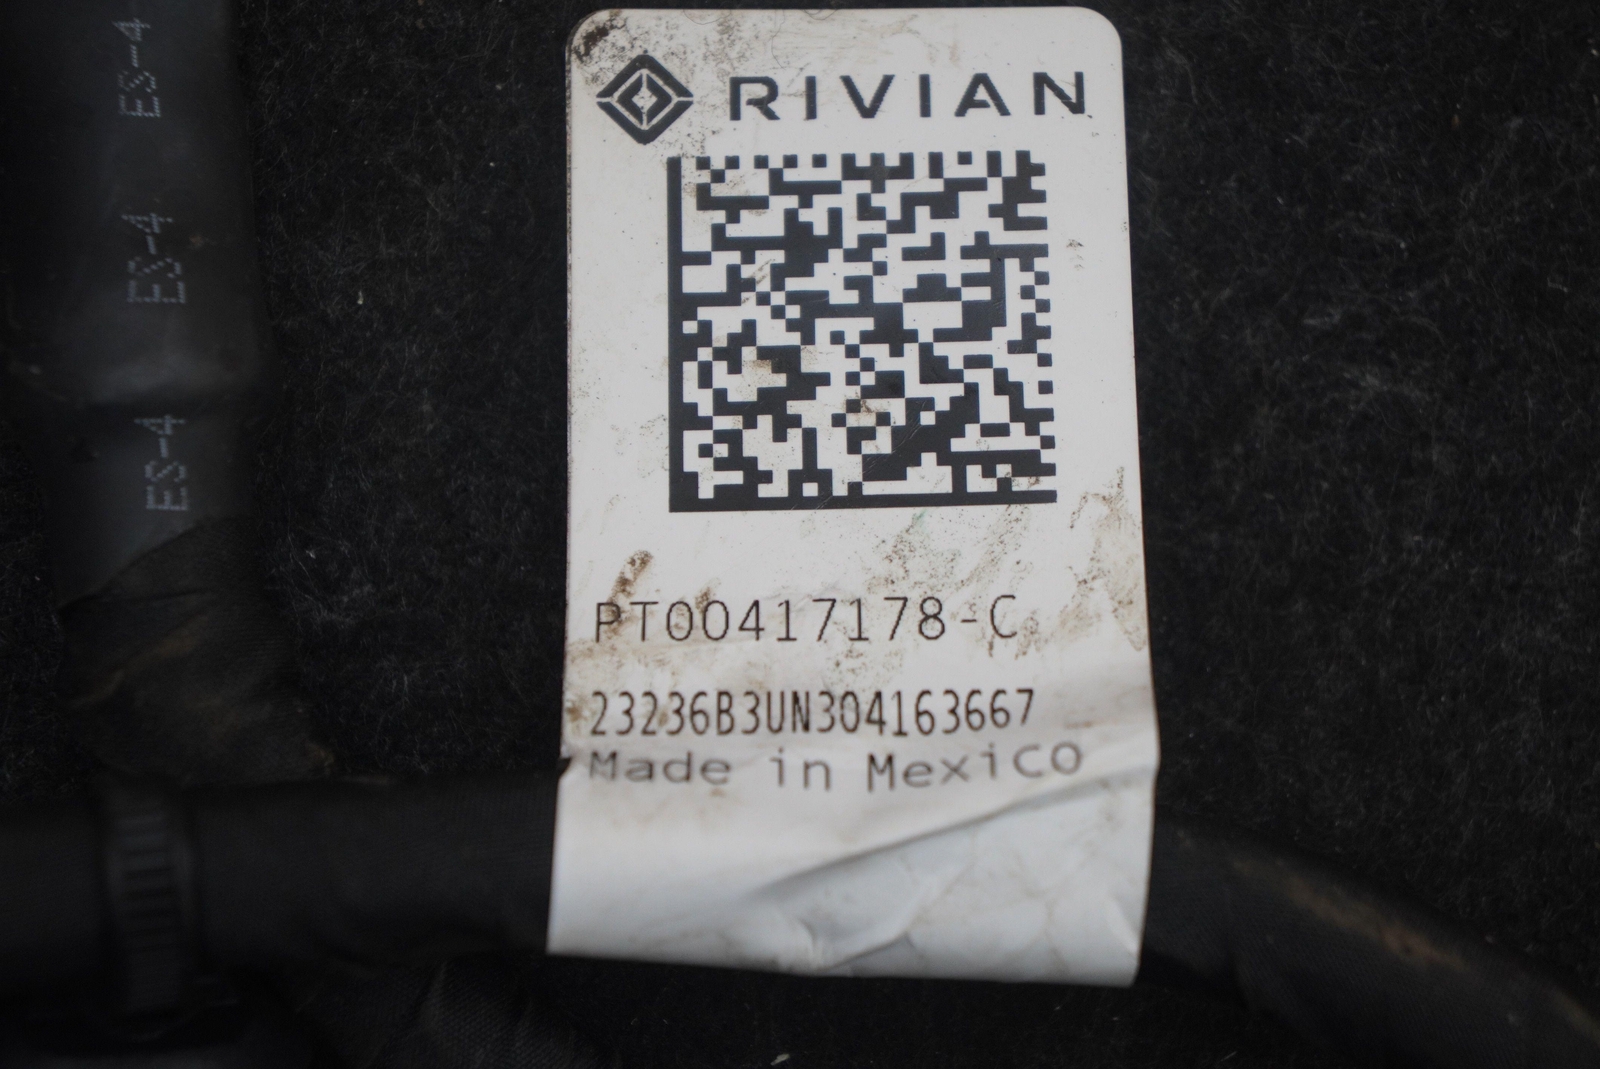 RIVIAN
PT00417178-C
23236B3UN304163667
Made in Mexico
ES-4
ES-4
ES-4
ES-4